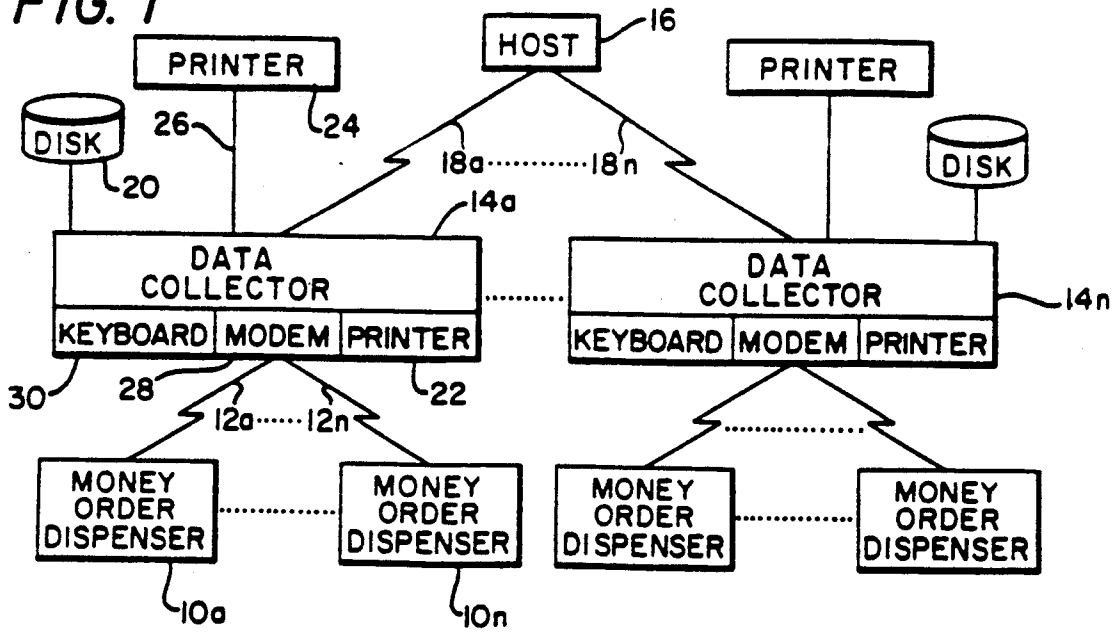 FIG. 1
HOST
16
PRINTER
24
26
DISK
20
18a
18n
PRINTER
DISK
14a
DATA
COLLECTOR
KEYBOARD
MODEM
PRINTER
30
28
22
DATA
COLLECTOR
14n
KEYBOARD
MODEM
PRINTER
12a
12n
MONEY
ORDER
DISPENSER
10a
MONEY
ORDER
DISPENSER
10n
MONEY
ORDER
DISPENSER
MONEY
ORDER
DISPENSER